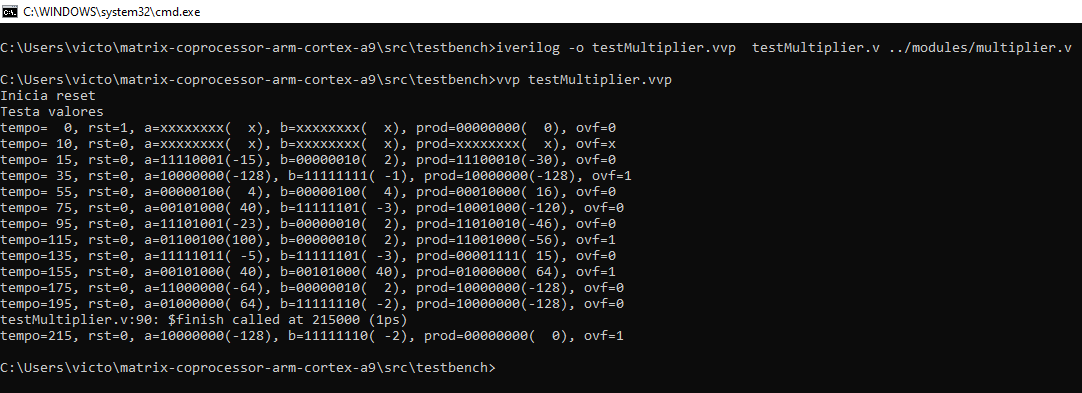 C:\WINDOWS\system32\cmd.exe
C:\Users\victo\matrix-coprocessor-arm-cortex-a9\src\testbench>iverilog -o testMultiplier.vvp  testMultiplier.v ../modules/multiplier.v
C:\Users\victo\matrix-coprocessor-arm-cortex-a9\src\testbench>vvp testMultiplier.vvp
Inicia reset
Testa valores
tempo=  0, rst=1, a=xxxxxxxx(  x), b=xxxxxxxx(  x), prod=00000000(  0), ovf=0
tempo= 10, rst=0, a=xxxxxxxx(  x), b=xxxxxxxx(  x), prod=xxxxxxxx(  x), ovf=x
tempo= 15, rst=0, a=11110001(-15), b=00000010(  2), prod=11100010(-30), ovf=0
tempo= 35, rst=0, a=10000000(-128), b=11111111( -1), prod=10000000(-128), ovf=1
tempo= 55, rst=0, a=00000100(  4), b=00000100(  4), prod=00010000( 16), ovf=0
tempo= 75, rst=0, a=00101000( 40), b=11111101( -3), prod=10001000(-120), ovf=0
tempo= 95, rst=0, a=11101001(-23), b=00000010(  2), prod=11010010(-46), ovf=0
tempo=115, rst=0, a=01100100(100), b=00000010(  2), prod=11001000(-56), ovf=1
tempo=135, rst=0, a=11111011( -5), b=11111101( -3), prod=00001111( 15), ovf=0
tempo=155, rst=0, a=00101000( 40), b=00101000( 40), prod=01000000( 64), ovf=1
tempo=175, rst=0, a=11000000(-64), b=00000010(  2), prod=10000000(-128), ovf=0
tempo=195, rst=0, a=01000000( 64), b=11111110( -2), prod=10000000(-128), ovf=0
testMultiplier.v:90: $finish called at 215000 (1ps)
tempo=215, rst=0, a=10000000(-128), b=11111110( -2), prod=00000000(  0), ovf=1
C:\Users\victo\matrix-coprocessor-arm-cortex-a9\src\testbench>